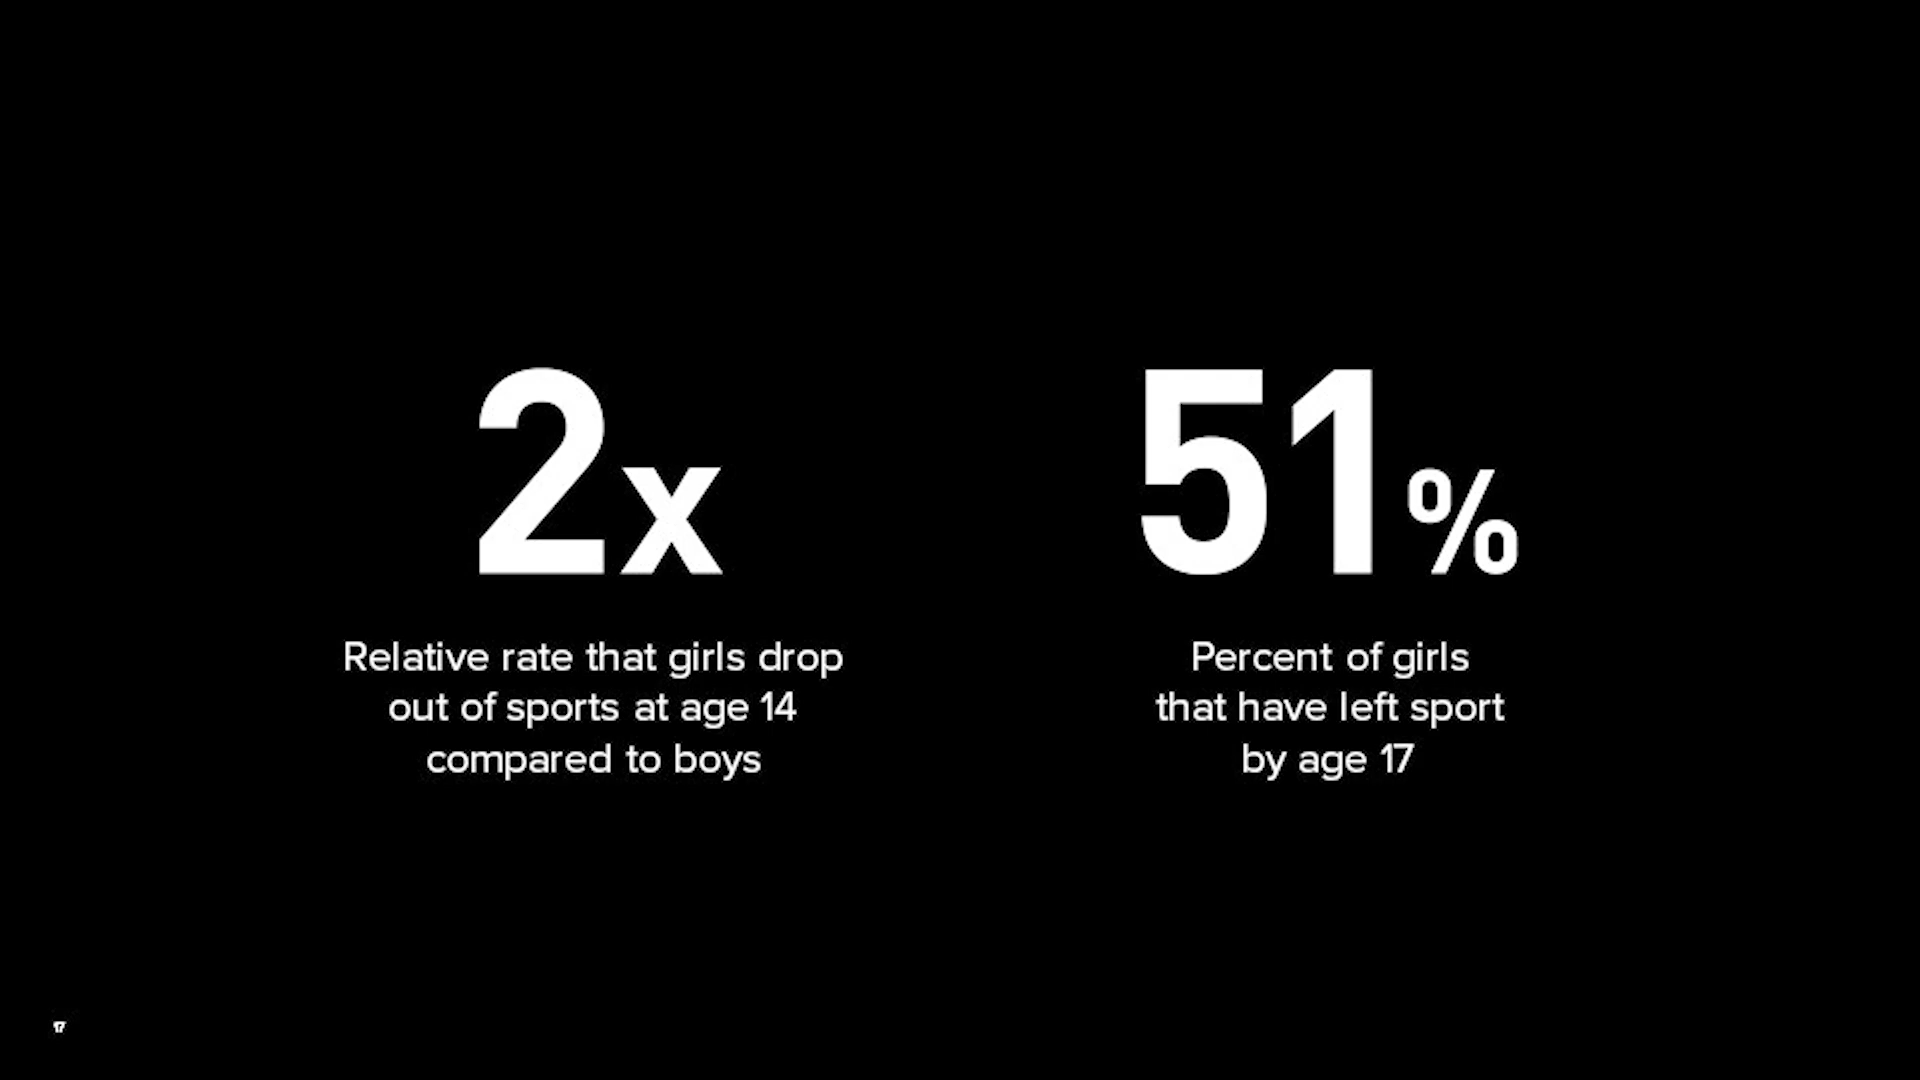 2x
Relative rate that girls drop
out of sports at age 14
compared to boys
51%
Percent of girls
that have left sport
by age 17
17